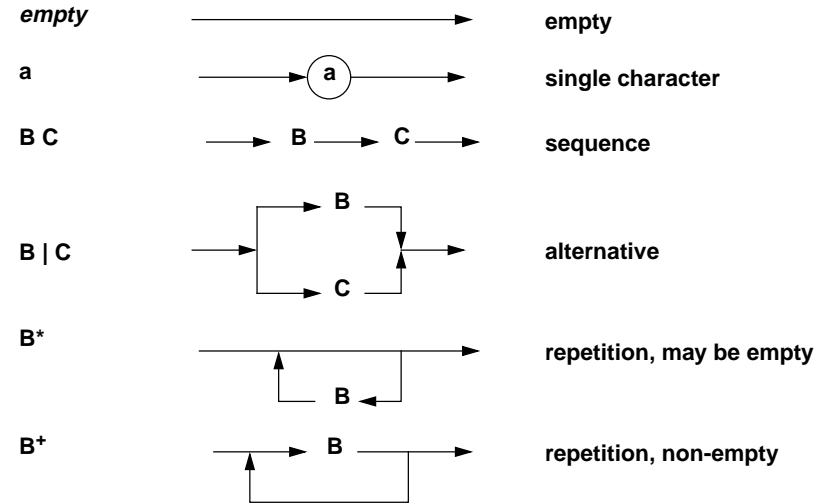 empty empty
a a single character
B C B C sequence
B
B | C alternative
C
B* repetition, may be empty
B
B+ B repetition, non-empty